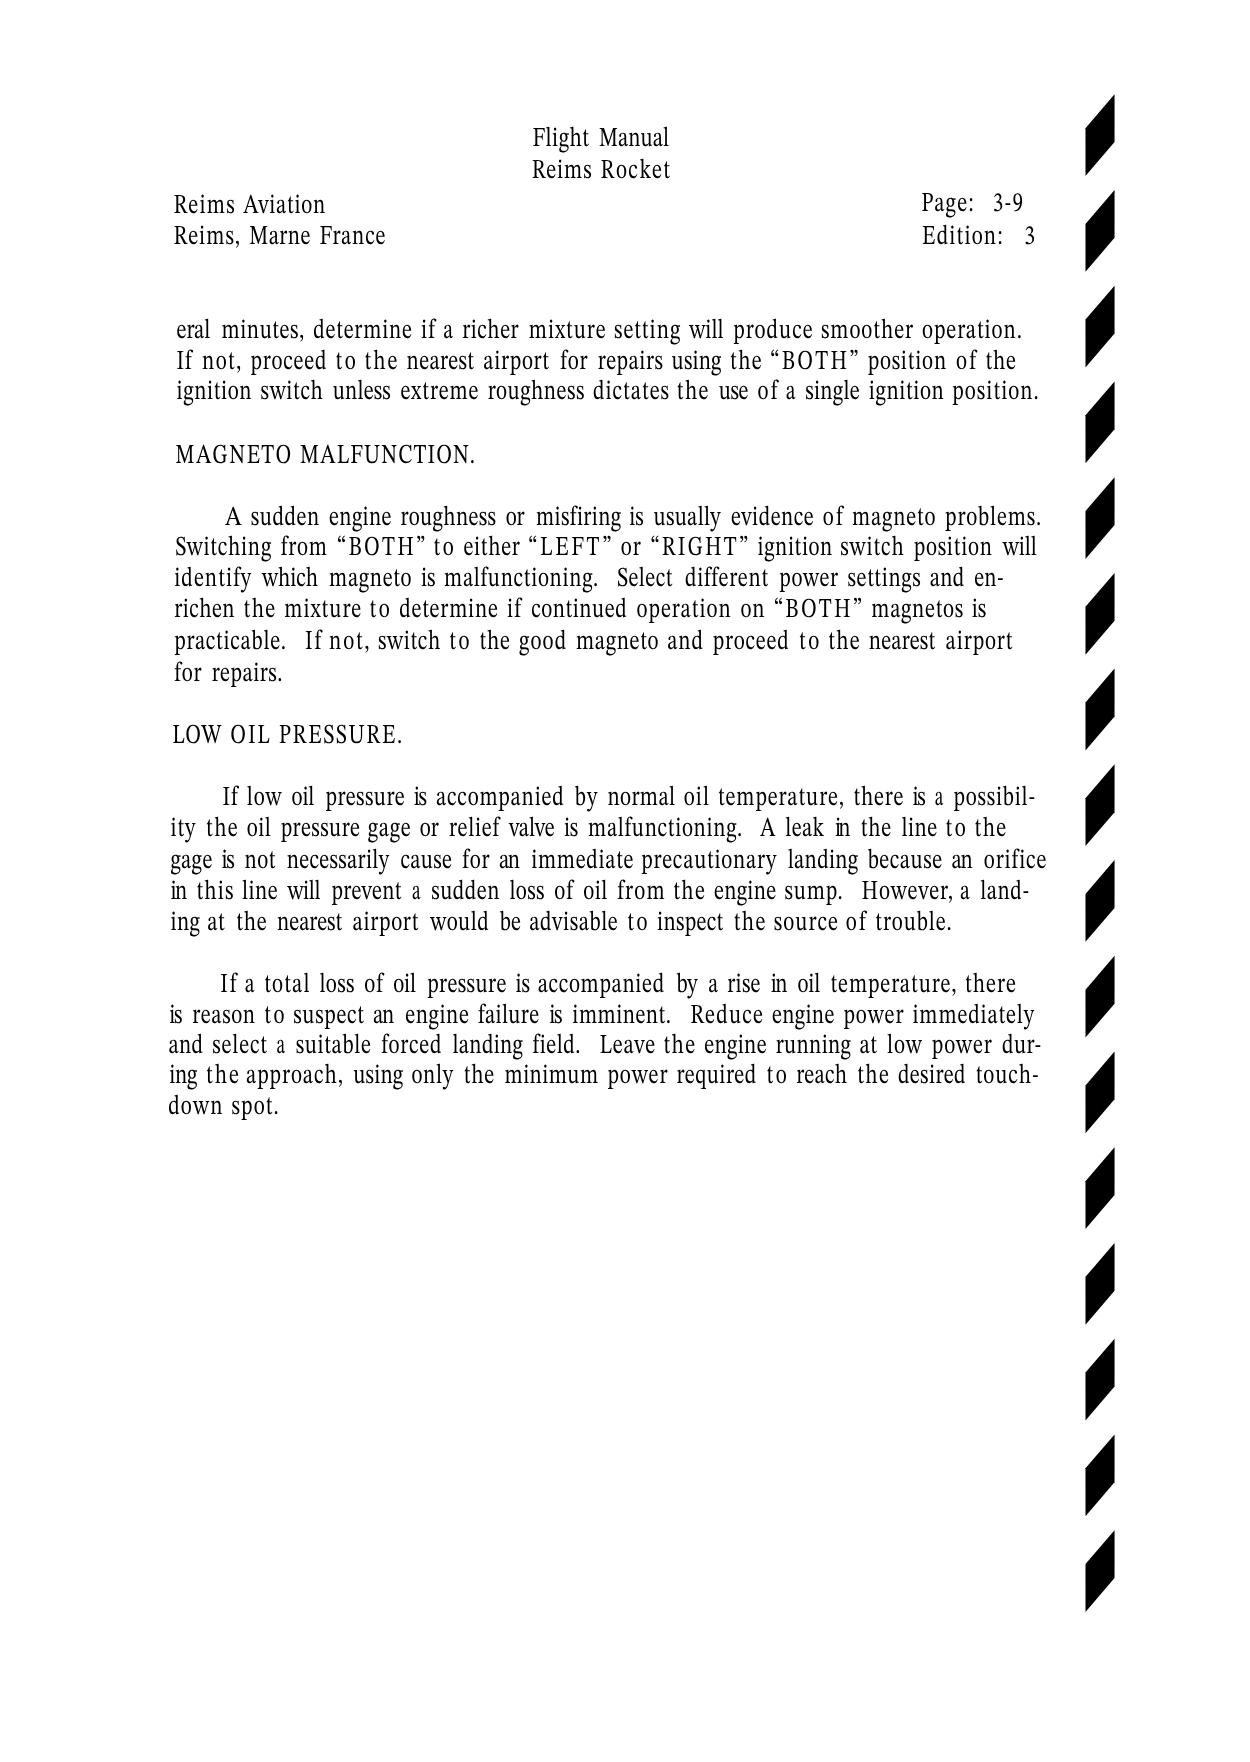 Flight Manual
Reims Rocket
Reims Aviation
Page: 3-9
Reims, Marne France
Edition: 3
eral minutes, determine if a richer mixture setting will produce smoother operation.
If not, proceed to the nearest airport for repairs using the “BOTH” position of the
ignition switch unless extreme roughness dictates the use of a single ignition position.
MAGNETO MALFUNCTION.
A sudden engine roughness or misfiring is usually evidence of magneto problems.
Switching from “BOTH” to either “LEFT” or “RIGHT” ignition switch position will
identify which magneto is malfunctioning. Select different power settings and en-
richen the mixture to determine if continued operation on “BOTH” magnetos is
practicable. If not, switch to the good magneto and proceed to the nearest airport
for repairs.
LOW OIL PRESSURE.
If low oil pressure is accompanied by normal oil temperature, there is a possibil-
ity the oil pressure gage or relief valve is malfunctioning. A leak in the line to the
gage is not necessarily cause for an immediate precautionary landing because an orifice
in this line will prevent a sudden loss of oil from the engine sump. However, a land-
ing at the nearest airport would be advisable to inspect the source of trouble.
If a total loss of oil pressure is accompanied by a rise in oil temperature, there
is reason to suspect an engine failure is imminent. Reduce engine power immediately
and select a suitable forced landing field. Leave the engine running at low power dur-
ing the approach, using only the minimum power required to reach the desired touch-
down spot.